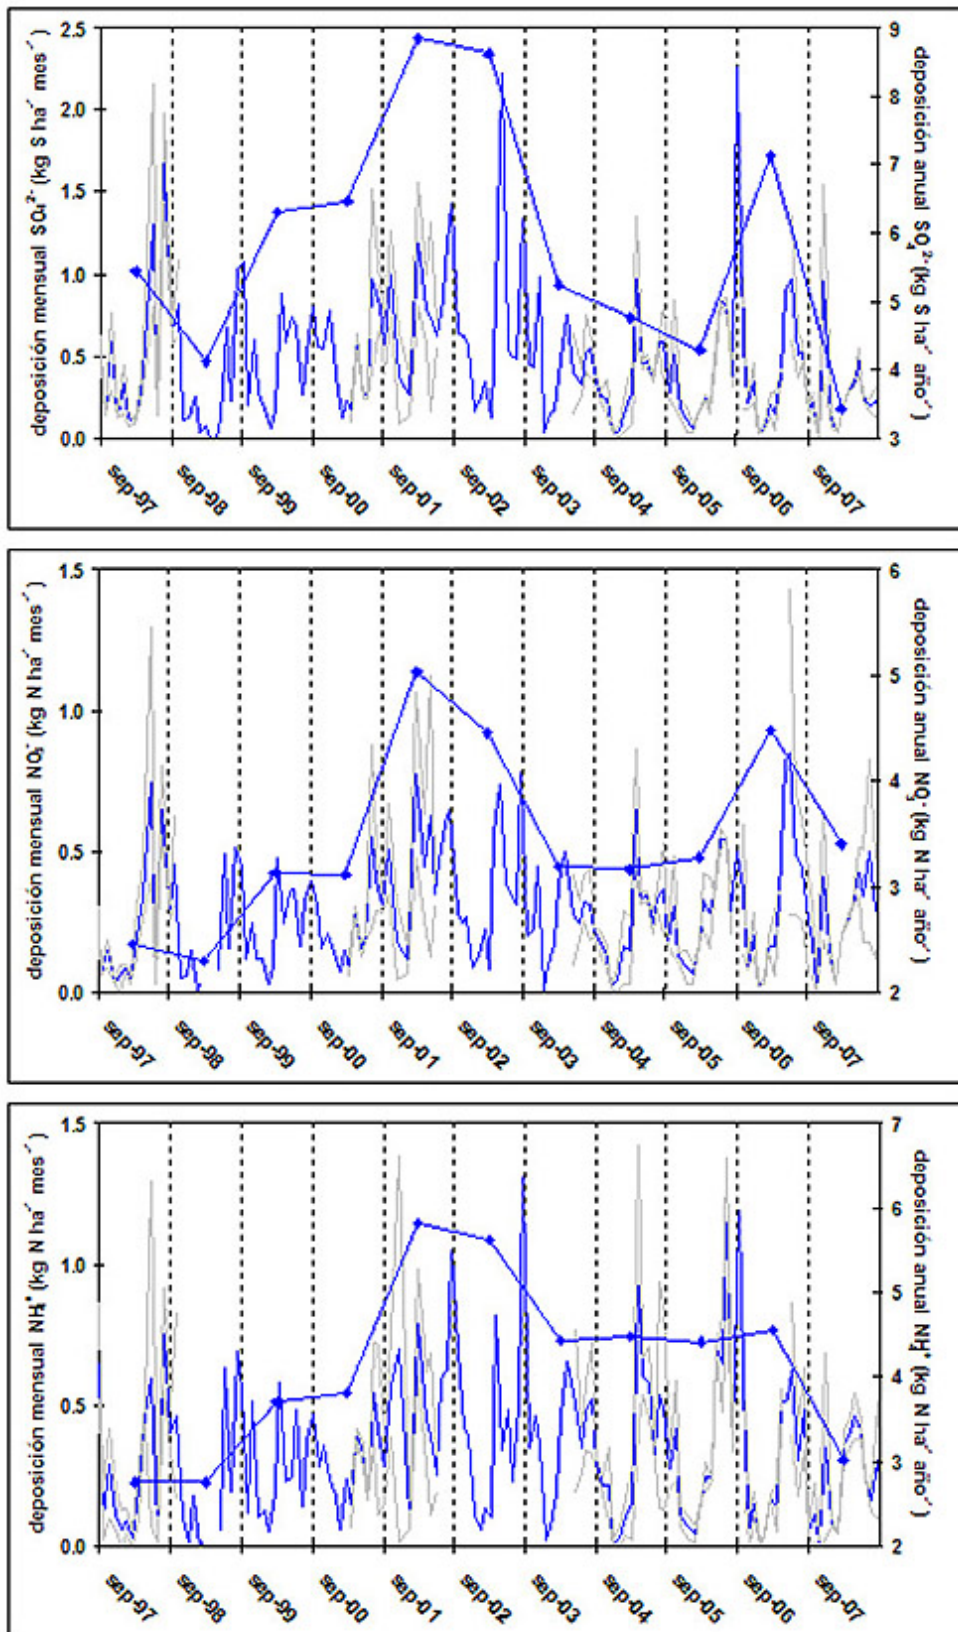 deposición mensual SO₄²⁻ (kg S ha⁻¹ mes⁻¹)
2.5
2.0
1.5
1.0
0.5
0.0
9
8
7
6
5
4
3
deposición anual SO₄²⁻ (kg S ha⁻¹ año⁻¹)
sep-97
sep-98
sep-99
sep-00
sep-01
sep-02
sep-03
sep-04
sep-05
sep-06
sep-07
deposición mensual NO₃⁻ (kg N ha⁻¹ mes⁻¹)
1.5
1.0
0.5
0.0
6
5
4
3
2
deposición anual NO₃⁻ (kg N ha⁻¹ año⁻¹)
sep-97
sep-98
sep-99
sep-00
sep-01
sep-02
sep-03
sep-04
sep-05
sep-06
sep-07
deposición mensual NH₄⁺ (kg N ha⁻¹ mes⁻¹)
1.5
1.0
0.5
0.0
7
6
5
4
3
2
deposición anual NH₄⁺ (kg N ha⁻¹ año⁻¹)
sep-97
sep-98
sep-99
sep-00
sep-01
sep-02
sep-03
sep-04
sep-05
sep-06
sep-07